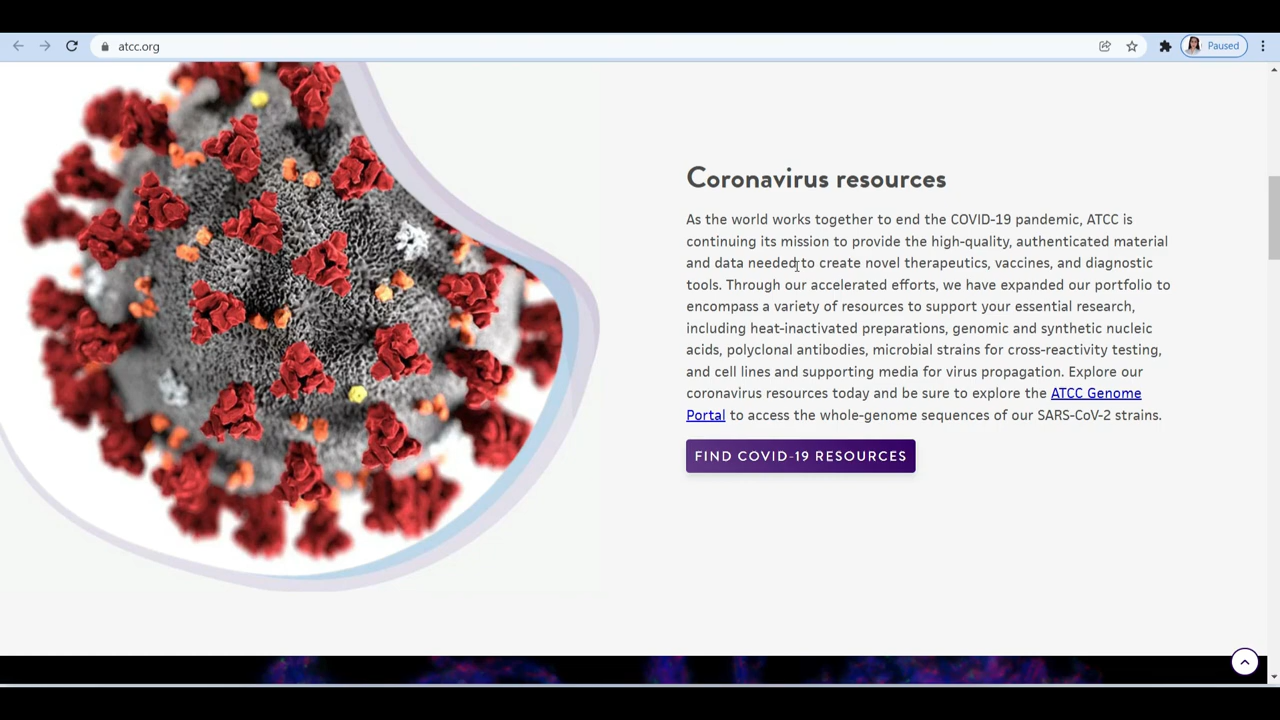 atcc.org
Paused
Coronavirus resources
As the world works together to end the COVID-19 pandemic, ATCC is
continuing its mission to provide the high-quality, authenticated material
and data needed to create novel therapeutics, vaccines, and diagnostic
tools. Through our accelerated efforts, we have expanded our portfolio to
encompass a variety of resources to support your essential research,
including heat-inactivated preparations, genomic and synthetic nucleic
acids, polyclonal antibodies, microbial strains for cross-reactivity testing,
and cell lines and supporting media for virus propagation. Explore our
coronavirus resources today and be sure to explore the ATCC Genome
Portal to access the whole-genome sequences of our SARS-CoV-2 strains.
FIND COVID-19 RESOURCES